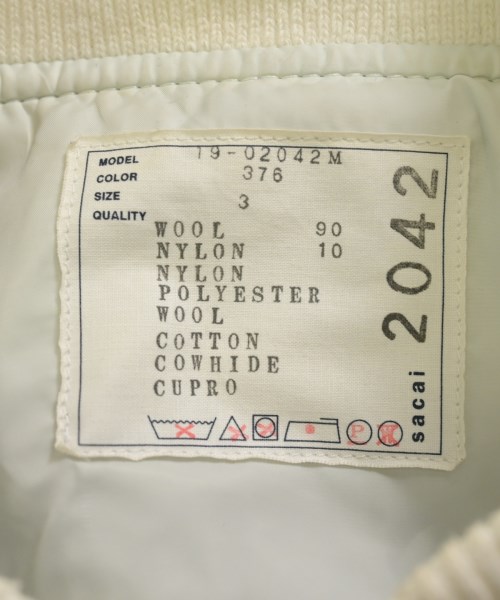 MODEL 19-02042M
COLOR 376
SIZE 3
QUALITY
WOOL 90
NYLON 10
NYLON
POLYESTER
WOOL
COTTON
COWHIDE
CUPRO
P
sacai 2042